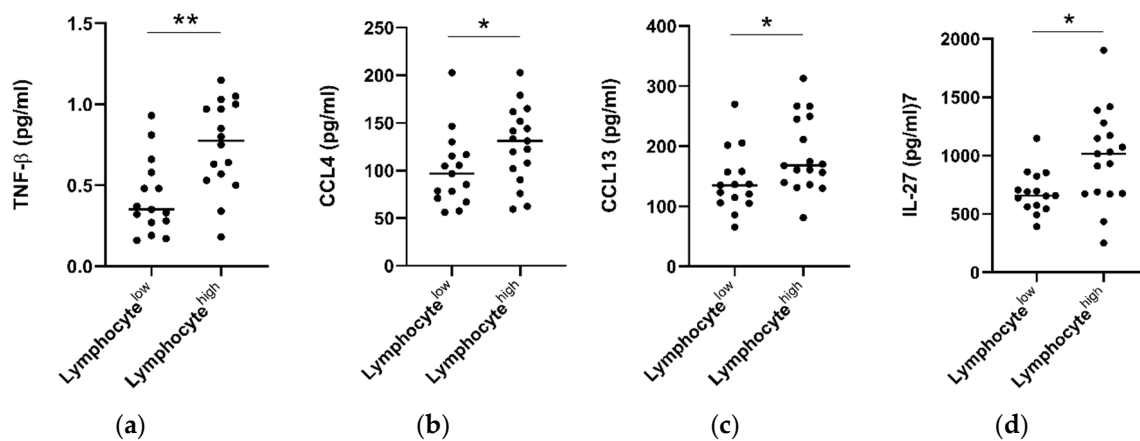 **
1.5
1.0
0.5
0.0
TNF-β (pg/ml)
Lymphocyte^low
Lymphocyte^high
(a)
*
250
200
150
100
50
0
CCL4 (pg/ml)
Lymphocyte^low
Lymphocyte^high
(b)
*
400
300
200
100
0
CCL13 (pg/ml)
Lymphocyte^low
Lymphocyte^high
(c)
*
2000
1500
1000
500
0
IL-27 (pg/ml)7
Lymphocyte^low
Lymphocyte^high
(d)